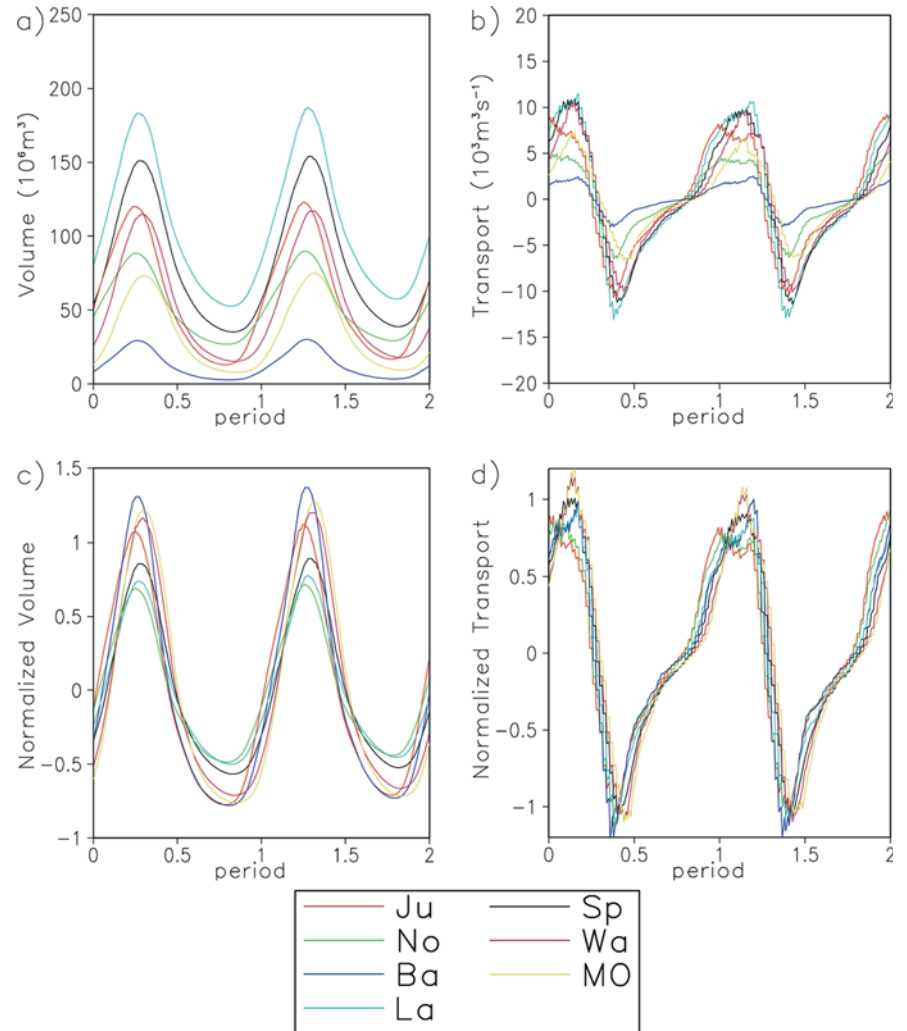 a)
Volume (10⁶m³)
250
200
150
100
50
0
0 0.5 1 1.5 2
period
b)
Transport (10³m³s⁻¹)
20
15
10
5
0
−5
−10
−15
−20
0 0.5 1 1.5 2
period
c)
Normalized Volume
1.5
1
0.5
0
−0.5
−1
0 0.5 1 1.5 2
period
d)
Normalized Transport
1
0.5
0
−0.5
−1
0 0.5 1 1.5 2
period
Ju
No
Ba
La
Sp
Wa
MO